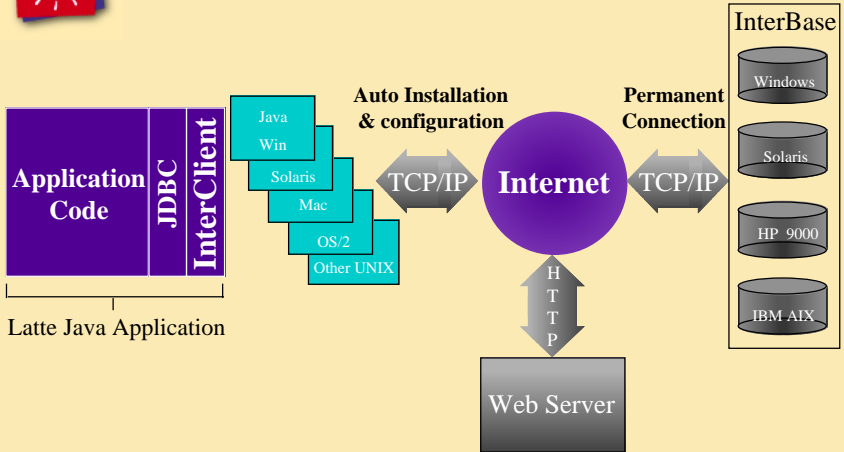 InterBase
Windows
Solaris
HP 9000
IBM AIX
Auto Installation
& configuration
Permanent
Connection
Application
Code
JDBC
InterClient
Java
Win
Solaris
Mac
OS/2
Other UNIX
TCP/IP
Internet
TCP/IP
HTTP
Latte Java Application
Web Server